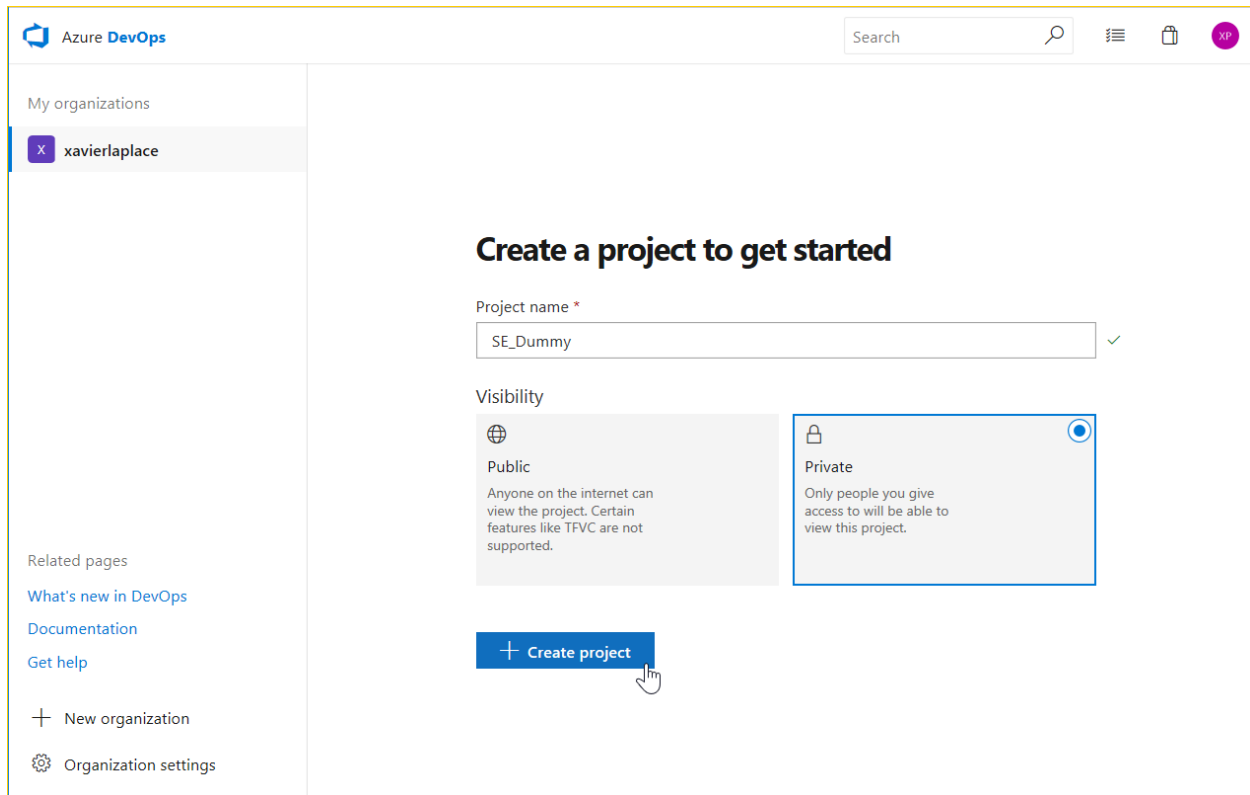 Azure DevOps
Search
XP
My organizations
X xavierlaplace
Create a project to get started
Project name *
SE_Dummy
Visibility
Public
Anyone on the internet can
view the project. Certain
features like TFVC are not
supported.
Private
Only people you give
access to will be able to
view this project.
Related pages
What's new in DevOps
Documentation
Get help
Create project
New organization
Organization settings